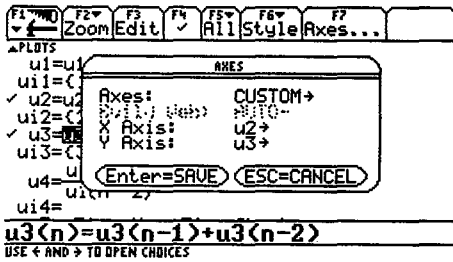 F1 F2 F3 F4 F5 F6 F7
Zoom Edit ✓ All Style Axes...
PLOTS
u1=u1
ui1={
AXES
✓ u2=u2
ui2={
✓ u3=
ui3={
Axes: CUSTOM→
Build Web: AUTO→
X Axis: u2→
Y Axis: u3→
Enter=SAVE ESC=CANCEL
u4=
ui4=
u3(n)=u3(n-1)+u3(n-2)
USE ← AND → TO OPEN CHOICES